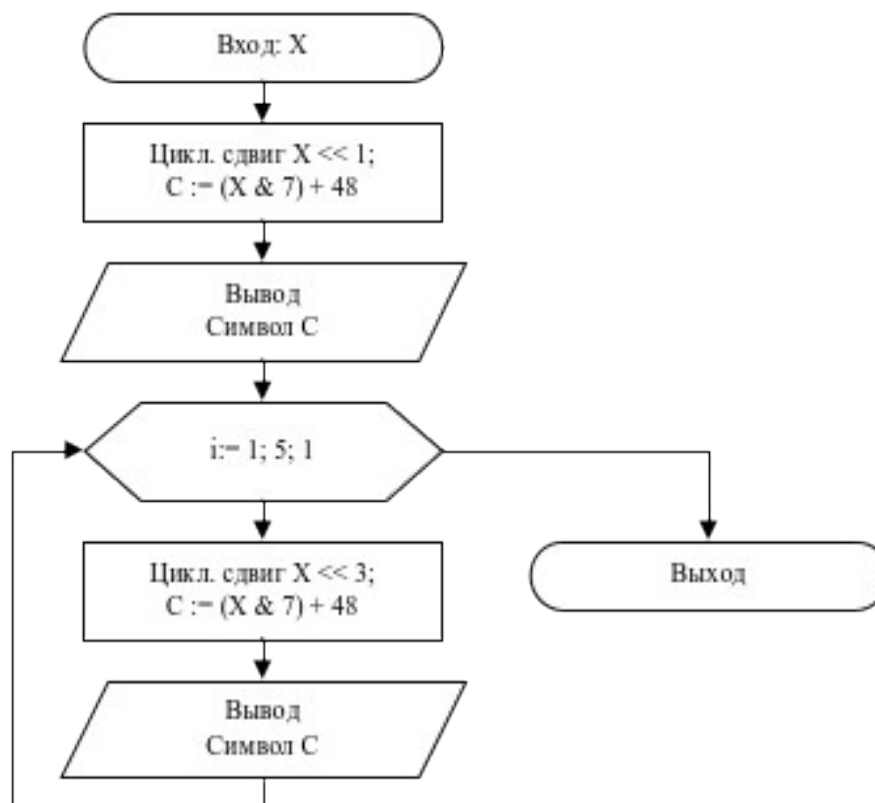 Вход: X
Цикл. сдвиг X << 1;
C := (X & 7) + 48
Вывод
Символ C
i:= 1; 5; 1
Цикл. сдвиг X << 3;
C := (X & 7) + 48
Выход
Вывод
Символ C